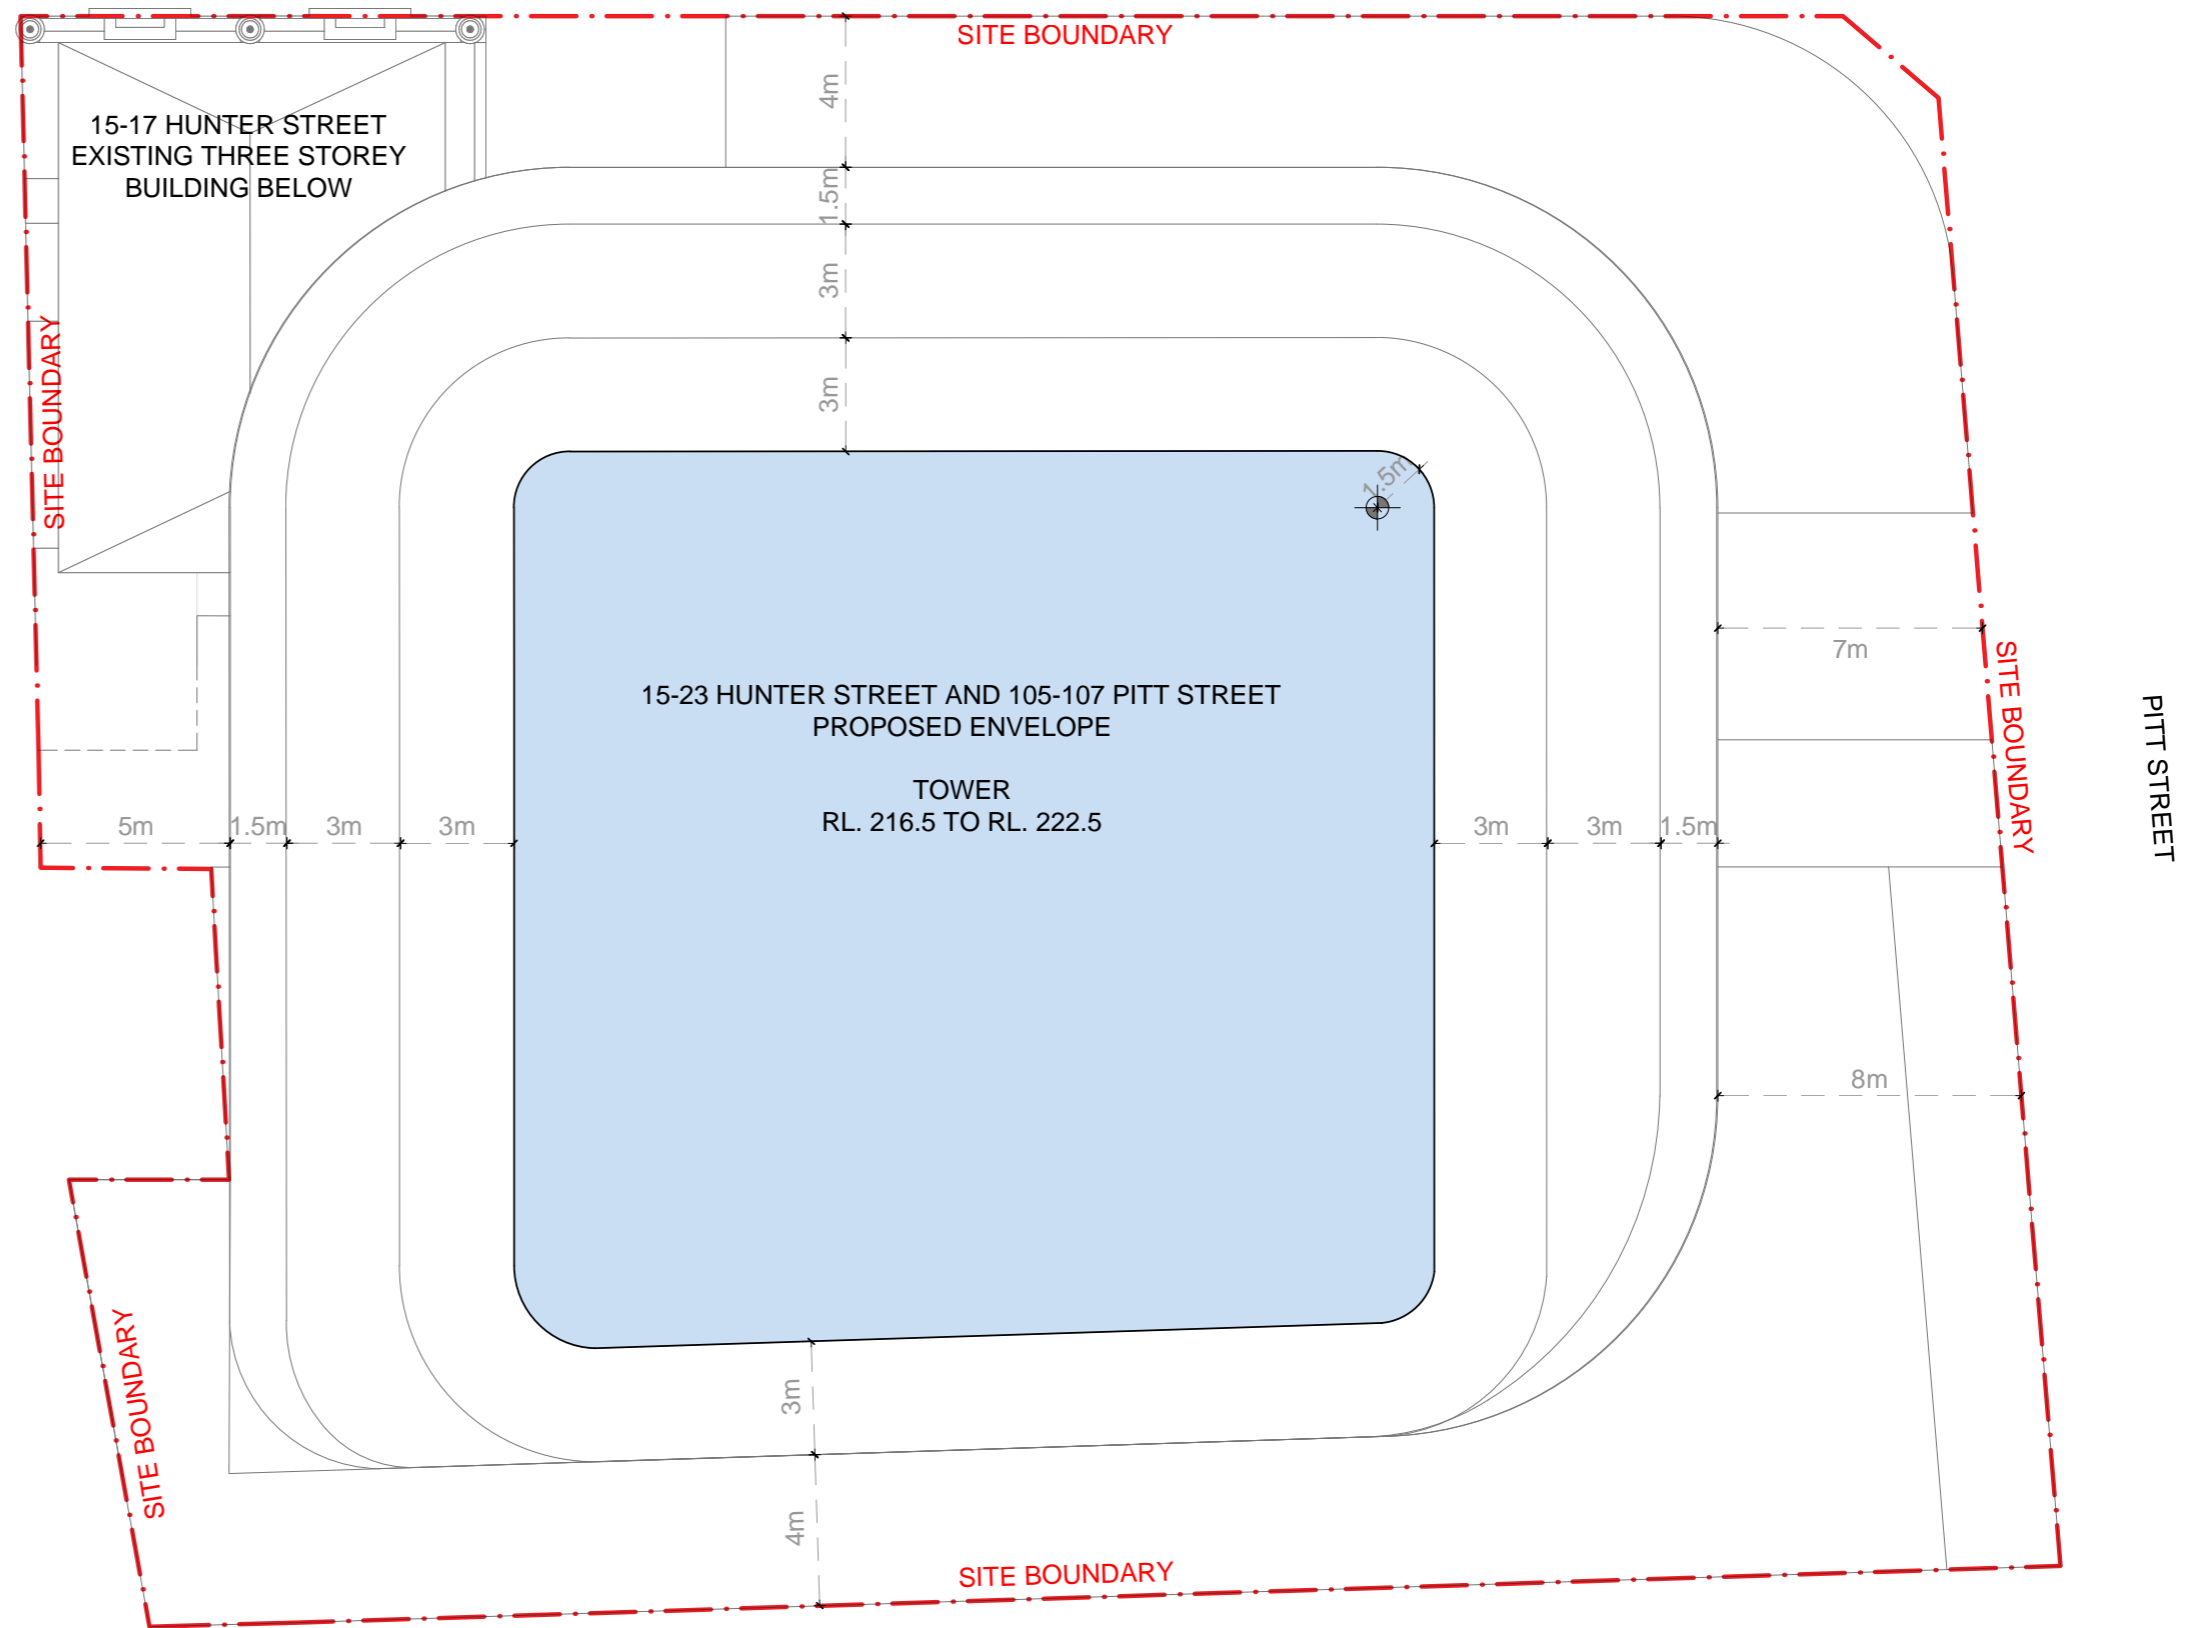 SITE BOUNDARY
4m
15-17 HUNTER STREET
EXISTING THREE STOREY
BUILDING BELOW
1.5m
3m
SITE BOUNDARY
3m
1.5m
7m
SITE BOUNDARY
15-23 HUNTER STREET AND 105-107 PITT STREET
PROPOSED ENVELOPE
PITT STREET
TOWER
RL. 216.5 TO RL. 222.5
5m
1.5m
3m
3m
3m
3m
1.5m
8m
SITE BOUNDARY
3m
4m
SITE BOUNDARY